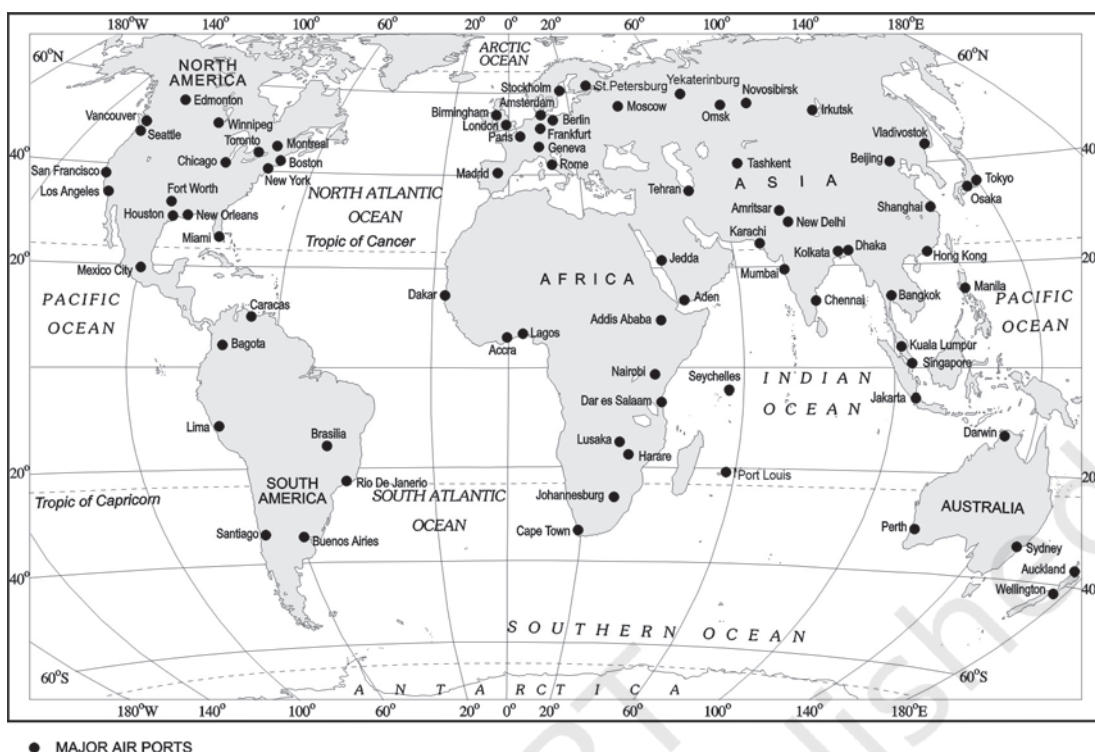 180°W 140° 100° 60° 20°W 0° 20° 60° 100° 140° 180°E
60°N
ARCTIC
OCEAN
60°N
NORTH
AMERICA
Edmonton
Vancouver
Seattle
Winnipeg
Toronto
Montreal
Chicago
Boston
New York
San Francisco
Los Angeles
Fort Worth
Houston
New Orleans
Miami
Mexico City
Stockholm
St.Petersburg
Yekaterinburg
Novosibirsk
Amsterdam
Birmingham
London
Berlin
Moscow
Omsk
Irkutsk
Paris
Frankfurt
Geneva
Rome
Madrid
Vladivostok
Beijing
Tashkent
Tehran
ASIA
Tokyo
Osaka
Shanghai
Amritsar
New Delhi
Karachi
Kolkata
Dhaka
Hong Kong
Mumbai
Jedda
Aden
Chennai
Bangkok
Manila
40°
40
NORTH ATLANTIC
OCEAN
Tropic of Cancer
20°
20
PACIFIC
OCEAN
PACIFIC
OCEAN
AFRICA
Dakar
Addis Ababa
Lagos
Accra
Caracas
Bagota
Kuala Lumpur
Singapore
Nairobi
Seychelles
INDIAN
OCEAN
Dar es Salaam
Jakarta
Lima
Brasilia
Lusaka
Harare
Darwin
20°
20
SOUTH
AMERICA
Rio De Janerio
SOUTH ATLANTIC
OCEAN
Tropic of Capricorn
Port Louis
Johannesburg
Cape Town
AUSTRALIA
Santiago
Buenos Airies
Perth
Sydney
Auckland
Wellington
40°
40
SOUTHERN OCEAN
60°S
60°S
ANTARCTICA
180°W 140° 100° 60° 20°W 0° 20° 60° 100° 140° 180°E
MAJOR AIR PORTS